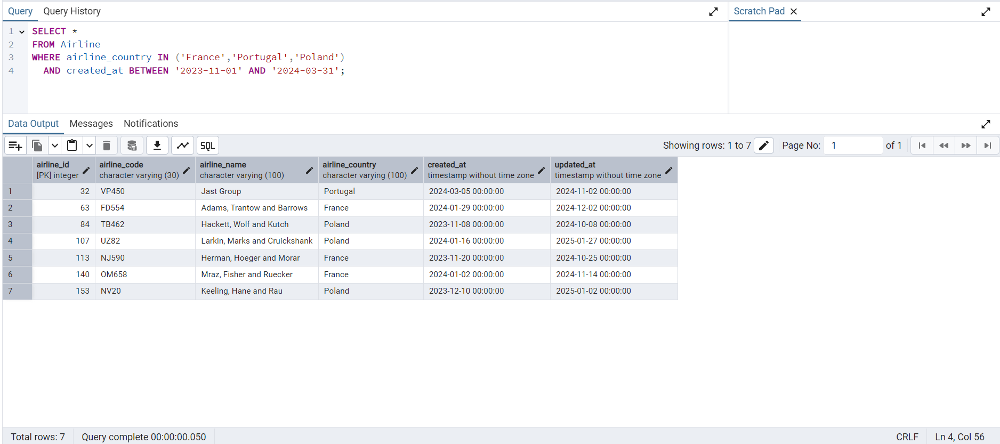 Query Query History Scratch Pad
1 SELECT *
2 FROM Airline
3 WHERE airline_country IN ('France','Portugal','Poland')
4 AND created_at BETWEEN '2023-11-01' AND '2024-03-31';
Data Output Messages Notifications
SQL Showing rows: 1 to 7 Page No: 1 of 1
airline_id airline_code airline_name airline_country created_at updated_at
[PK] integer character varying (30) character varying (100) character varying (100) timestamp without time zone timestamp without time zone
1 32 VP450 Jast Group Portugal 2024-03-05 00:00:00 2024-11-02 00:00:00
2 63 FD554 Adams, Trantow and Barrows France 2024-01-29 00:00:00 2024-12-02 00:00:00
3 84 TB462 Hackett, Wolf and Kutch Poland 2023-11-08 00:00:00 2024-10-08 00:00:00
4 107 UZ82 Larkin, Marks and Cruickshank Poland 2024-01-16 00:00:00 2025-01-27 00:00:00
5 113 NJ590 Herman, Hoeger and Morar France 2023-11-20 00:00:00 2024-10-25 00:00:00
6 140 OM658 Mraz, Fisher and Ruecker France 2024-01-02 00:00:00 2024-11-14 00:00:00
7 153 NV20 Keeling, Hane and Rau Poland 2023-12-10 00:00:00 2025-01-02 00:00:00
Total rows: 7 Query complete 00:00:00.050 CRLF Ln 4, Col 56